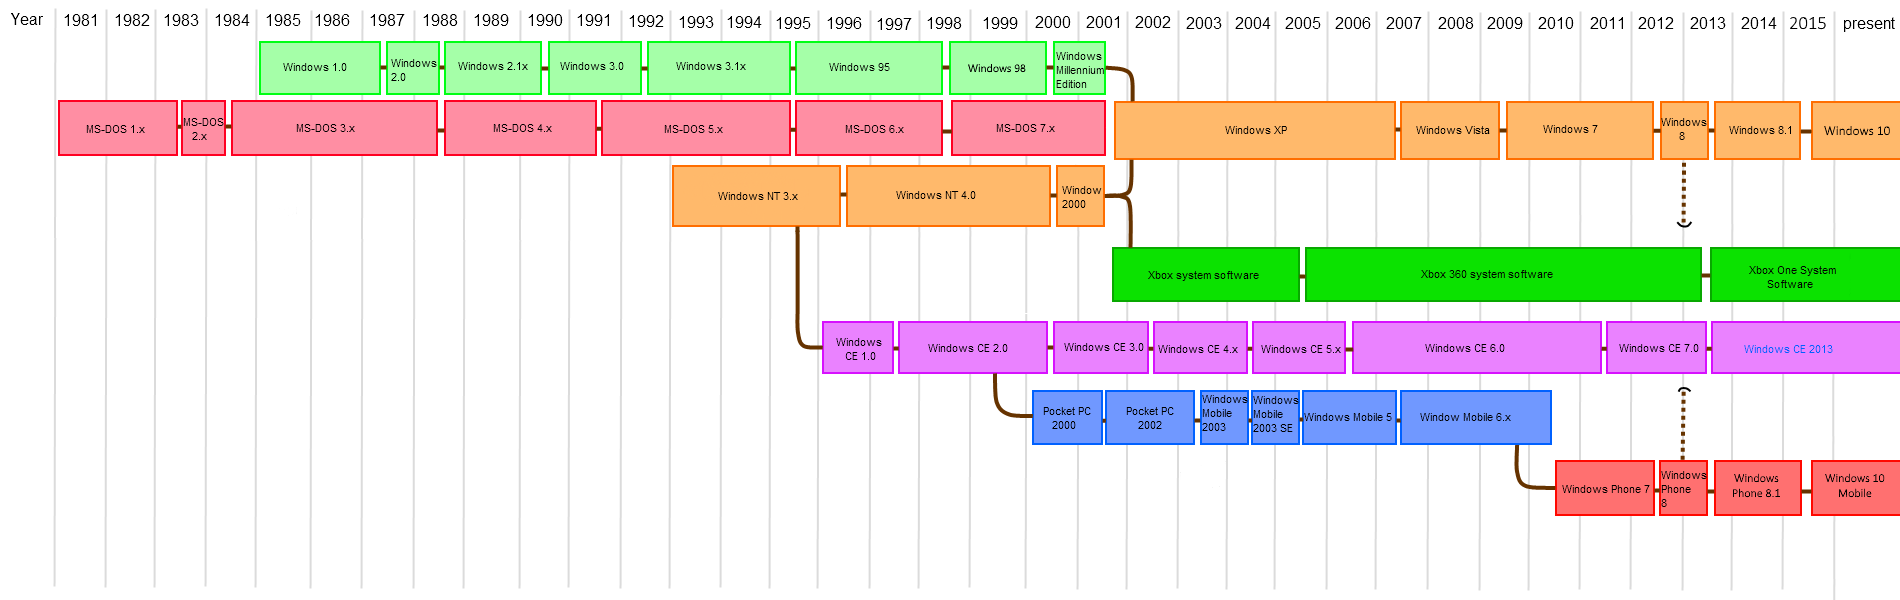 Year 1981 1982 1983 1984 1985 1986 1987 1988 1989 1990 1991 1992 1993 1994 1995 1996 1997 1998 1999 2000 2001 2002 2003 2004 2005 2006 2007 2008 2009 2010 2011 2012 2013 2014 2015 present
Windows 1.0
Windows
2.0
Windows 2.1x
Windows 3.0
Windows 3.1x
Windows 95
Windows 98
Windows
Millennium
Edition
MS-DOS 1.x
MS-DOS
2.x
MS-DOS 3.x
MS-DOS 4.x
MS-DOS 5.x
MS-DOS 6.x
MS-DOS 7.x
Windows XP
Windows Vista
Windows 7
Windows
8
Windows 8.1
Windows 10
Windows NT 3.x
Windows NT 4.0
Window
2000
Xbox system software
Xbox 360 system software
Xbox One System
Software
Windows
CE 1.0
Windows CE 2.0
Windows CE 3.0
Windows CE 4.x
Windows CE 5.x
Windows CE 6.0
Windows CE 7.0
Windows CE 2013
Pocket PC
2000
Pocket PC
2002
Windows
Mobile
2003
Windows
Mobile
2003 SE
Windows Mobile 5
Window Mobile 6.x
Windows Phone 7
Windows
Phone
8
Windows
Phone 8.1
Windows 10
Mobile